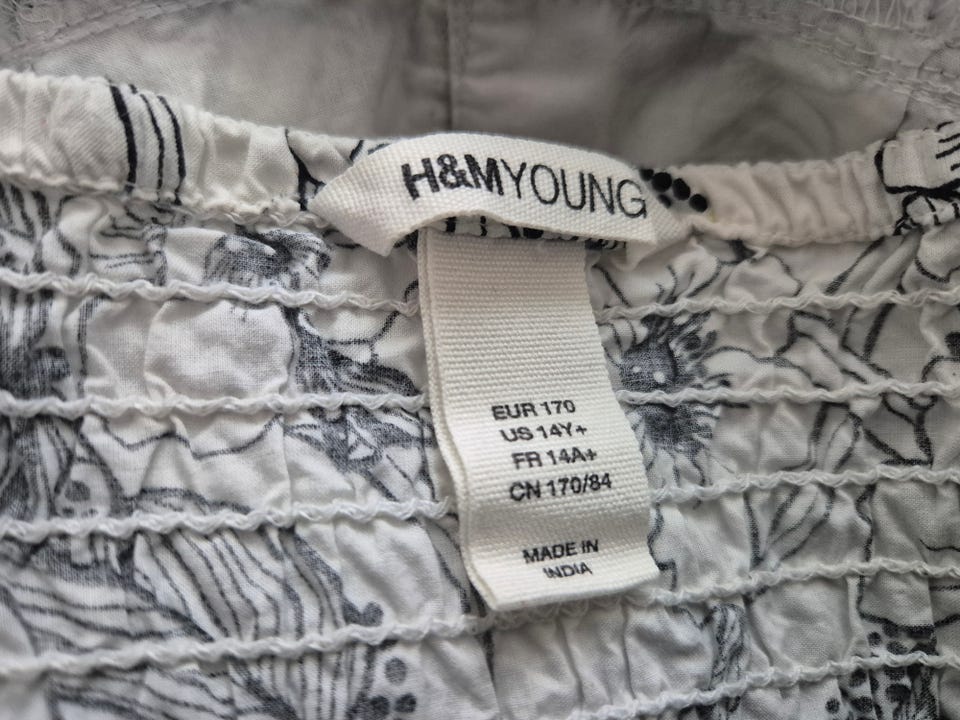 H&MYOUNG
EUR 170
US 14Y+
FR 14A+
CN 170/84
MADE IN
INDIA